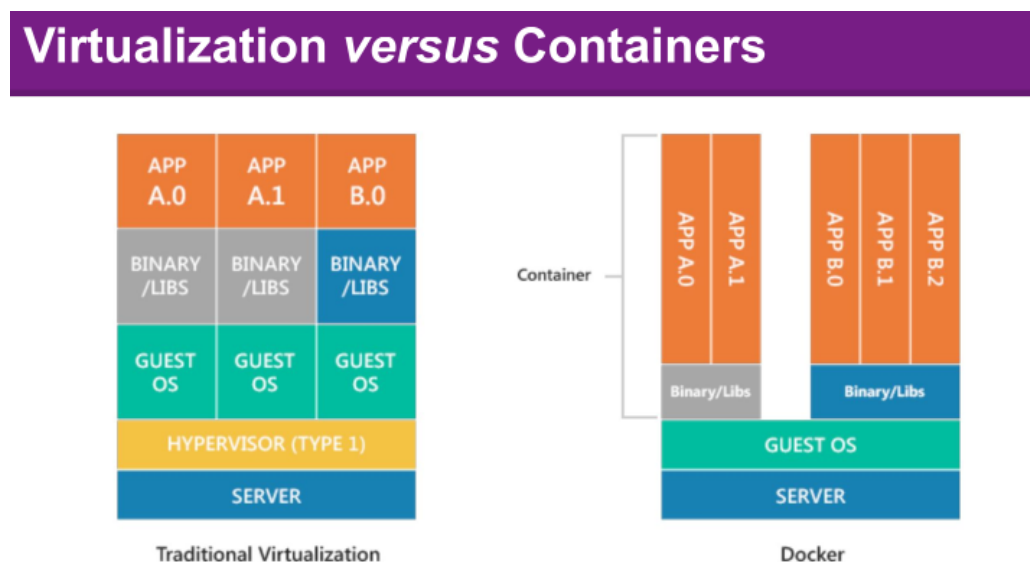 Virtualization versus Containers
APP
A.0
APP
A.1
APP
B.0
BINARY
/LIBS
BINARY
/LIBS
BINARY
/LIBS
GUEST
OS
GUEST
OS
GUEST
OS
HYPERVISOR (TYPE 1)
SERVER
Traditional Virtualization
Container
APP A.0
APP A.1
APP B.0
APP B.1
APP B.2
Binary/Libs
Binary/Libs
GUEST OS
SERVER
Docker